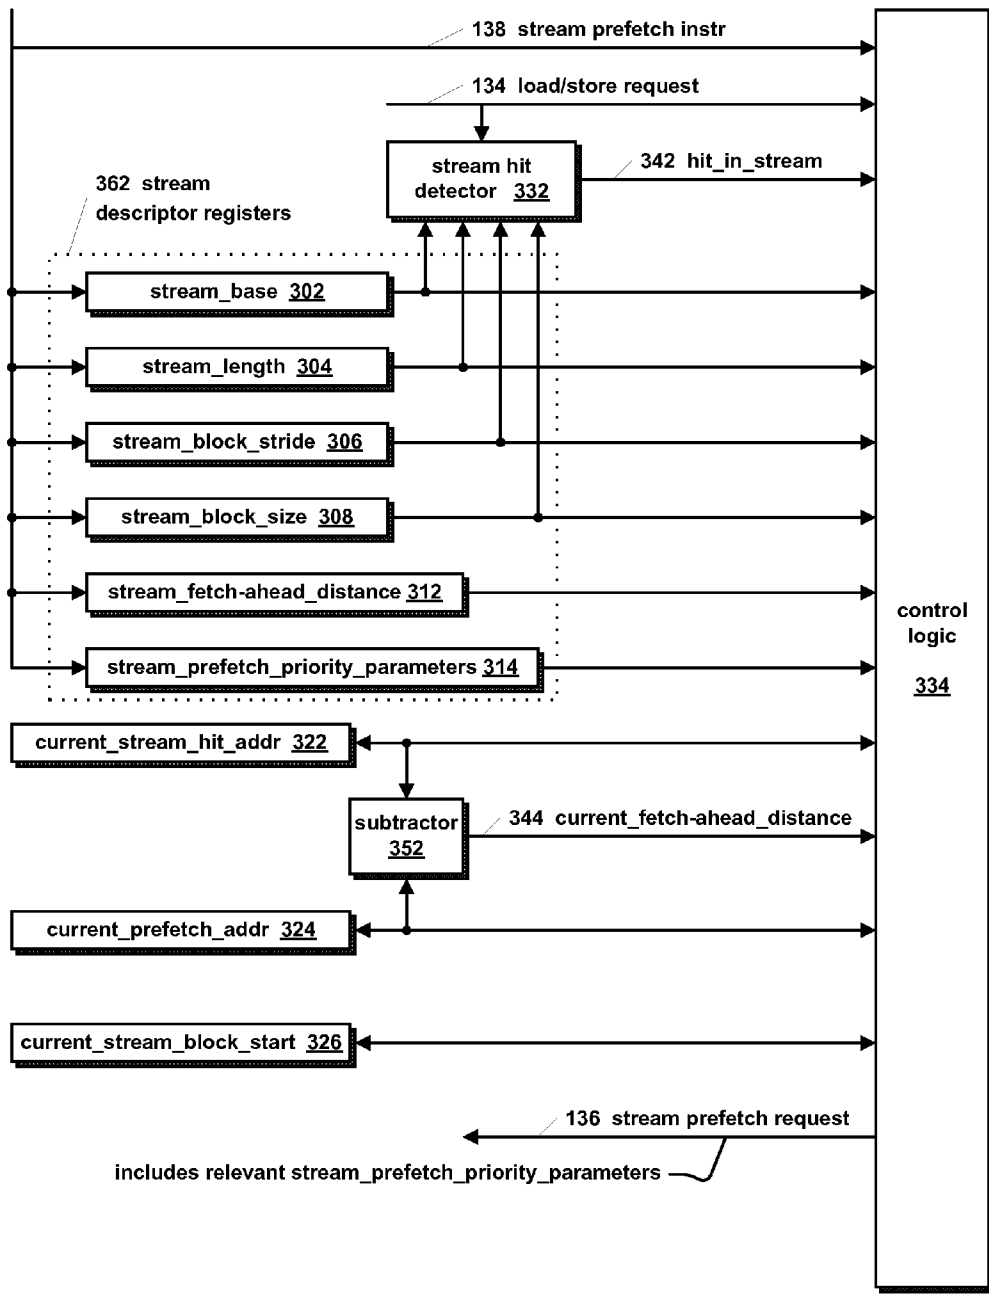 138 stream prefetch instr
134 load/store request
stream hit
detector 332
342 hit_in_stream
362 stream
descriptor registers
stream_base 302
stream_length 304
stream_block_stride 306
stream_block_size 308
stream_fetch-ahead_distance 312
stream_prefetch_priority_parameters 314
control
logic
334
current_stream_hit_addr 322
subtractor
352
344 current_fetch-ahead_distance
current_prefetch_addr 324
current_stream_block_start 326
136 stream prefetch request
includes relevant stream_prefetch_priority_parameters